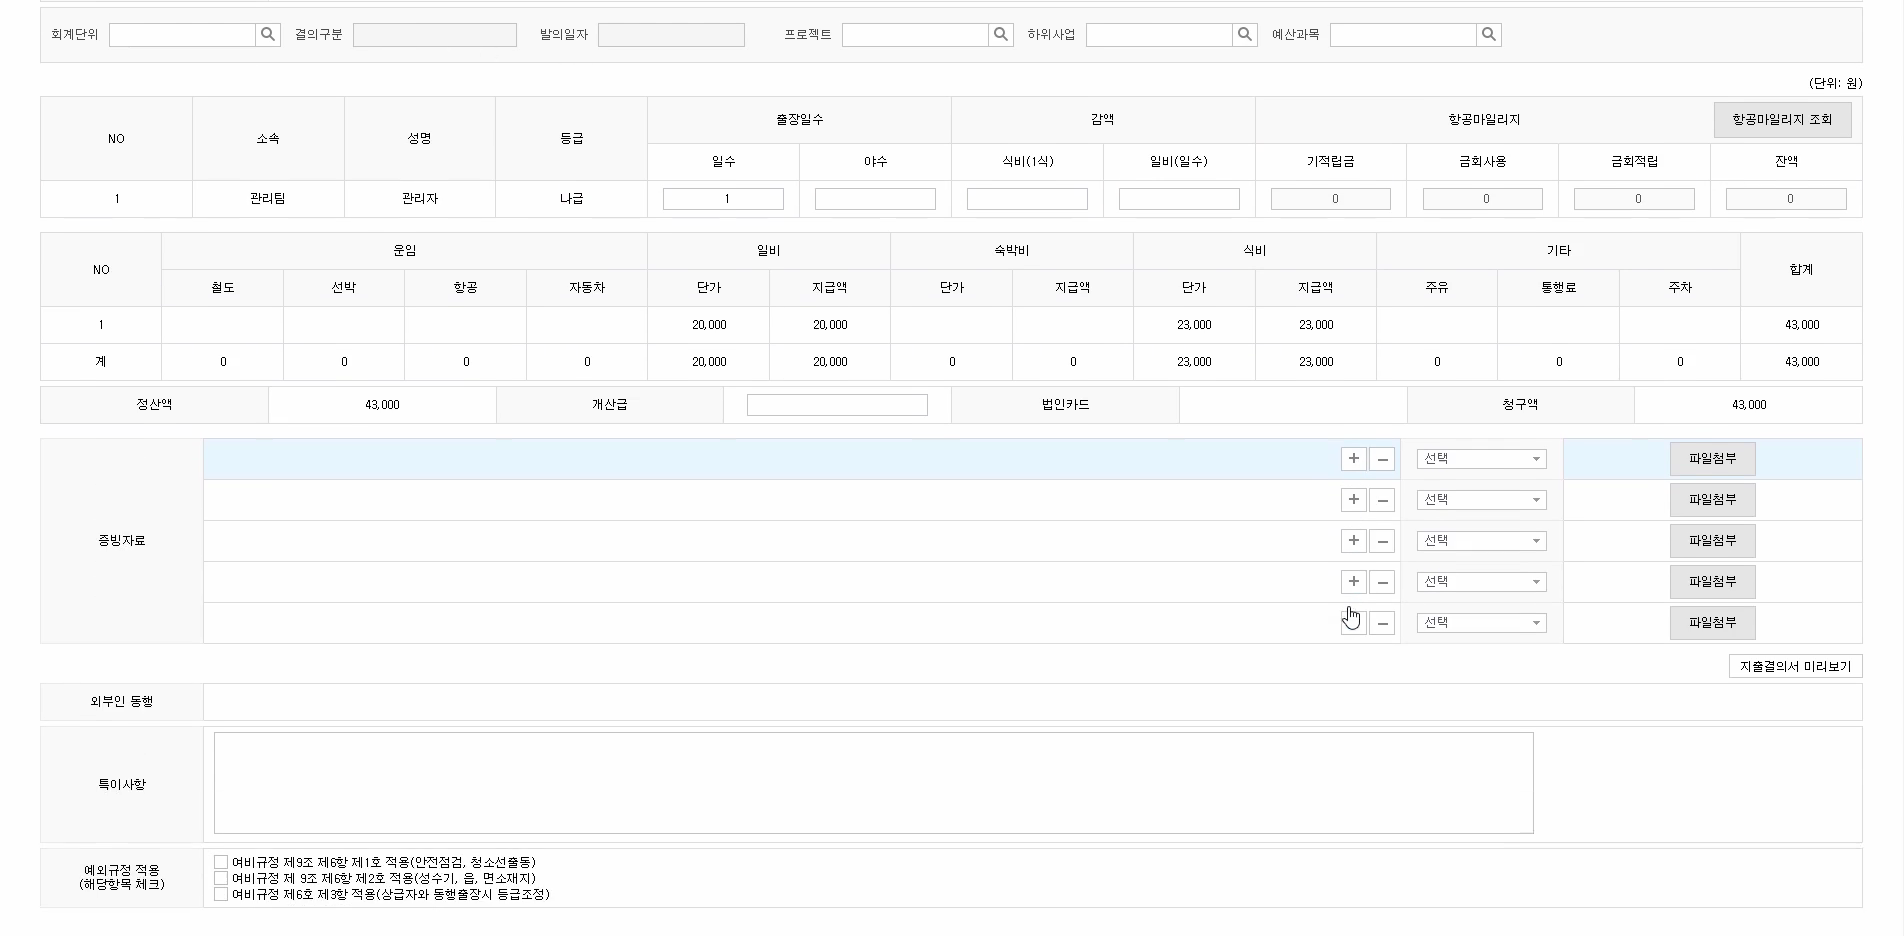 회계단위 결의구분 발의일자 프로젝트 하위사업 예산과목
(단위: 원)
NO 소속 성명 등급 출장일수 감액 항공마일리지 항공마일리지 조회
일수 야수 식비(1식) 일비(일수) 기적립금 금회사용 금회적립 잔액
1 관리팀 관리자 나급 1 0 0 0 0
NO 운임 일비 숙박비 식비 기타 합계
철도 선박 항공 자동차 단가 지급액 단가 지급액 단가 지급액 주유 통행료 주차
1 20,000 20,000 23,000 23,000 43,000
계 0 0 0 0 20,000 20,000 0 0 23,000 23,000 0 0 0 43,000
정산액 43,000 개산급 법인카드 청구액 43,000
증빙자료
+ - 선택 파일첨부
+ - 선택 파일첨부
+ - 선택 파일첨부
+ - 선택 파일첨부
- 선택 파일첨부
지출결의서 미리보기
외부인 동행
특이사항
예외규정 적용
(해당항목 체크)
여비규정 제9조 제6항 제1호 적용(안전점검, 청소선출동)
여비규정 제 9조 제6항 제2호 적용(성수기, 읍, 면소재지)
여비규정 제6호 제3항 적용(상급자와 동행출장시 등급조정)